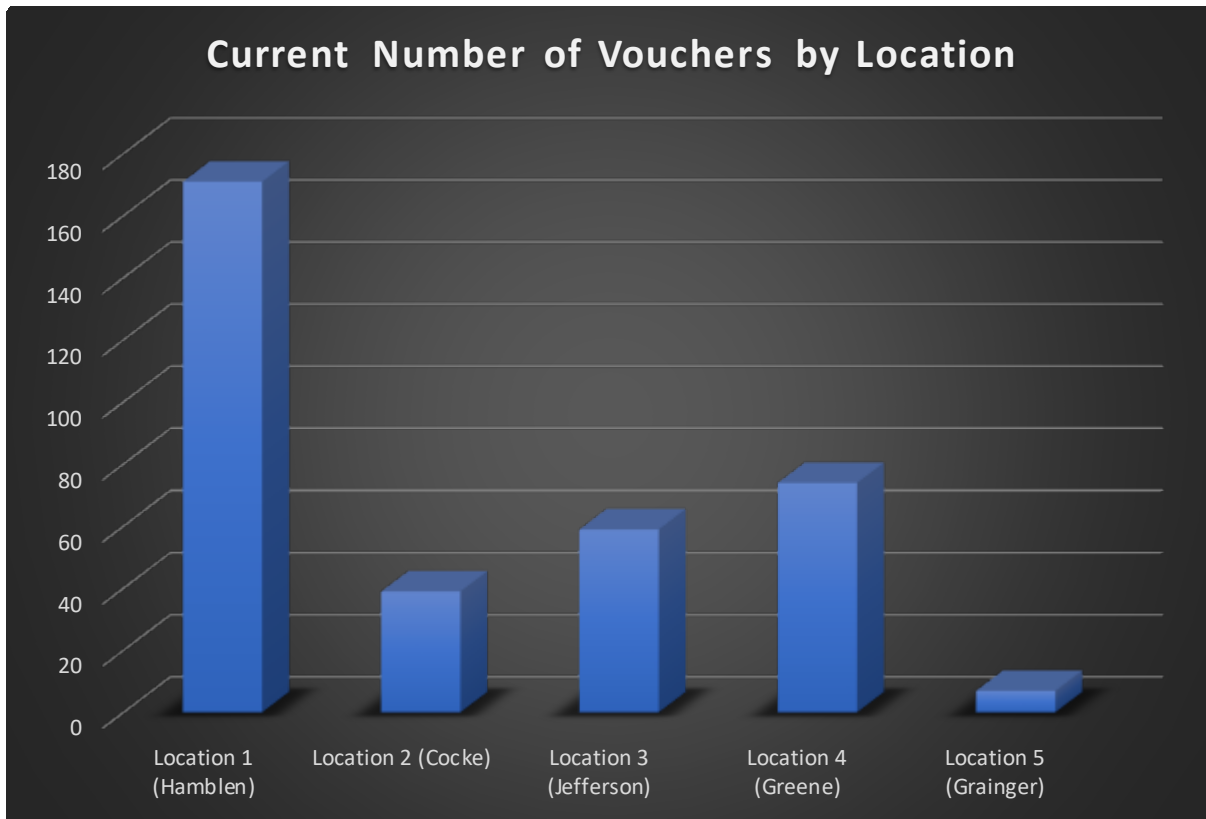 Current Number of Vouchers by Location
180
160
140
120
100
80
60
40
20
0
Location 1
(Hamblen)
Location 2 (Cocke)
Location 3
(Jefferson)
Location 4
(Greene)
Location 5
(Grainger)